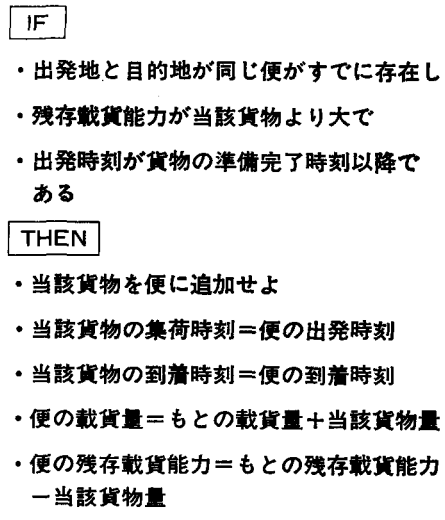 IF
・出発地と目的地が同じ便がすでに存在し
・残存載貨能力が当該貨物より大で
・出発時刻が貨物の準備完了時刻以降で
ある
THEN
・当該貨物を便に追加せよ
・当該貨物の集荷時刻＝便の出発時刻
・当該貨物の到着時刻＝便の到着時刻
・便の載貨量＝もとの載貨量＋当該貨物量
・便の残存載貨能力＝もとの残存載貨能力
－当該貨物量